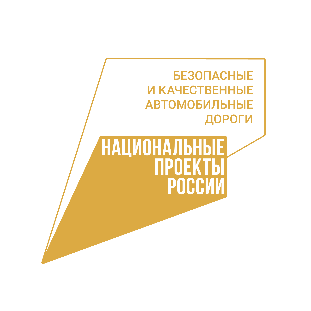 БЕЗОПАСНЫЕ
И КАЧЕСТВЕННЫЕ
АВТОМОБИЛЬНЫЕ
ДОРОГИ
НАЦИОНАЛЬНЫЕ
ПРОЕКТЫ
РОССИИ